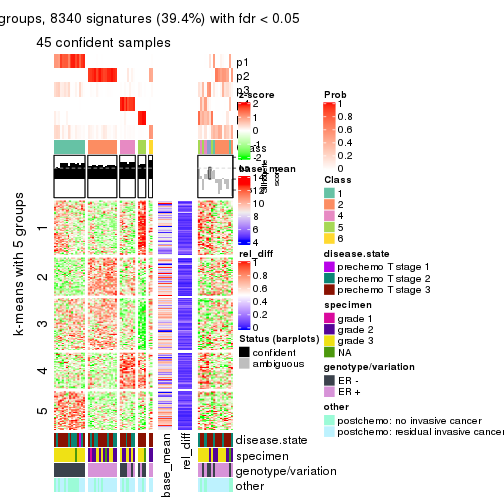 groups, 8340 signatures (39.4%) with fdr < 0.05
45 confident samples
p1
p2
p3
z-score
2
1
0
-1
-2
base_mean
12
10
8
6
4
rel_diff
1
0.8
0.6
0.4
0.2
0
Status (barplots)
confident
ambiguous
Prob
1
0.8
0.6
0.4
0.2
0
Class
1
2
4
5
6
disease.state
prechemo T stage 1
prechemo T stage 2
prechemo T stage 3
specimen
grade 1
grade 2
grade 3
NA
genotype/variation
ER -
ER +
other
postchemo: no invasive cancer
postchemo: residual invasive cancer
k-means with 5 groups
1
2
3
4
5
base_mean
rel_diff
disease.state
specimen
genotype/variation
other